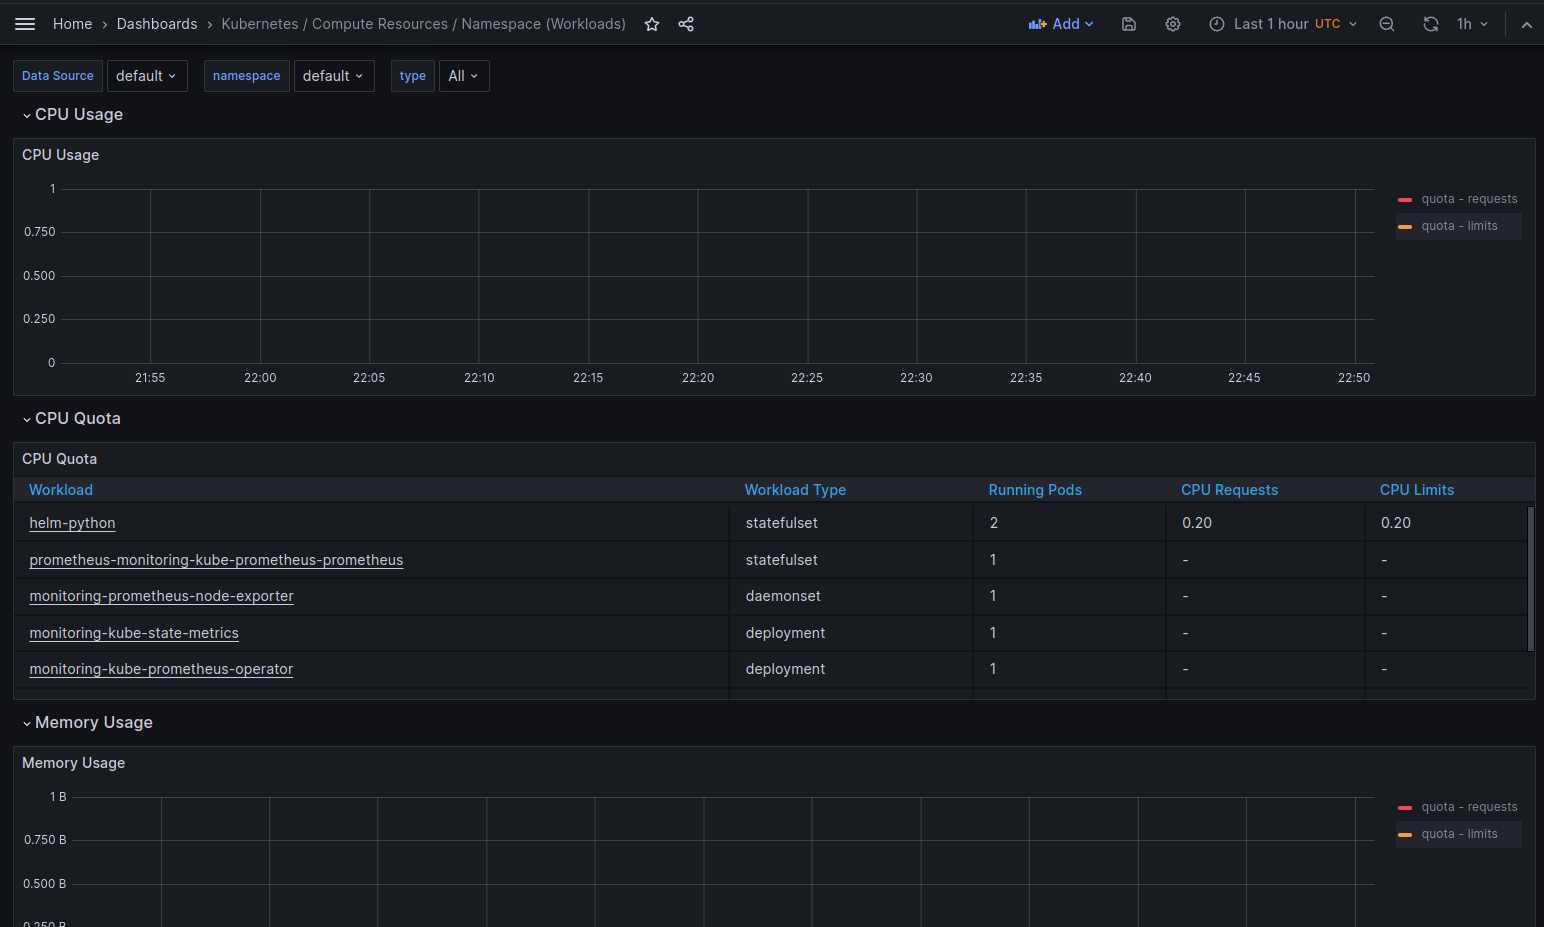 Home › Dashboards › Kubernetes / Compute Resources / Namespace (Workloads) Add Last 1 hour UTC 1h
Data Source default namespace default type All
CPU Usage
CPU Usage
1
0.750
0.500
0.250
0
21:55 22:00 22:05 22:10 22:15 22:20 22:25 22:30 22:35 22:40 22:45 22:50
quota - requests
quota - limits
CPU Quota
CPU Quota
Workload Workload Type Running Pods CPU Requests CPU Limits
helm-python statefulset 2 0.20 0.20
prometheus-monitoring-kube-prometheus-prometheus statefulset 1 - -
monitoring-prometheus-node-exporter daemonset 1 - -
monitoring-kube-state-metrics deployment 1 - -
monitoring-kube-prometheus-operator deployment 1 - -
Memory Usage
Memory Usage
1 B
0.750 B
0.500 B
0.250 B
quota - requests
quota - limits